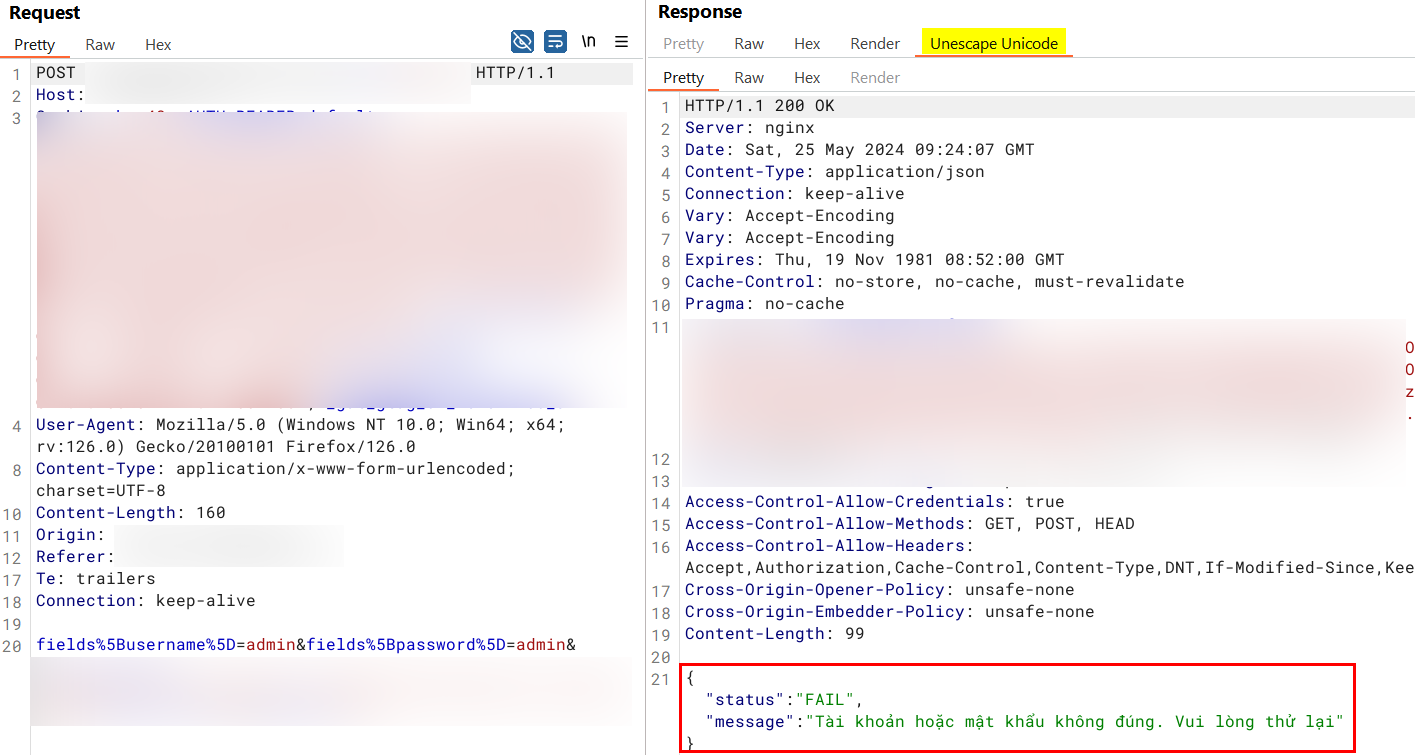 Request
Pretty Raw Hex \n
1 POST HTTP/1.1
2 Host:
3
4 User-Agent: Mozilla/5.0 (Windows NT 10.0; Win64; x64;
rv:126.0) Gecko/20100101 Firefox/126.0
8 Content-Type: application/x-www-form-urlencoded;
charset=UTF-8
10 Content-Length: 160
11 Origin:
12 Referer:
17 Te: trailers
18 Connection: keep-alive
19
20 fields%5Busername%5D=admin&fields%5Bpassword%5D=admin&
Response
Pretty Raw Hex Render Unescape Unicode
Pretty Raw Hex Render
1 HTTP/1.1 200 OK
2 Server: nginx
3 Date: Sat, 25 May 2024 09:24:07 GMT
4 Content-Type: application/json
5 Connection: keep-alive
6 Vary: Accept-Encoding
7 Vary: Accept-Encoding
8 Expires: Thu, 19 Nov 1981 08:52:00 GMT
9 Cache-Control: no-store, no-cache, must-revalidate
10 Pragma: no-cache
11
12
13
14 Access-Control-Allow-Credentials: true
15 Access-Control-Allow-Methods: GET, POST, HEAD
16 Access-Control-Allow-Headers:
Accept,Authorization,Cache-Control,Content-Type,DNT,If-Modified-Since,Kee
17 Cross-Origin-Opener-Policy: unsafe-none
18 Cross-Origin-Embedder-Policy: unsafe-none
19 Content-Length: 99
20
21 {
"status":"FAIL",
"message":"Tài khoản hoặc mật khẩu không đúng. Vui lòng thử lại"
}